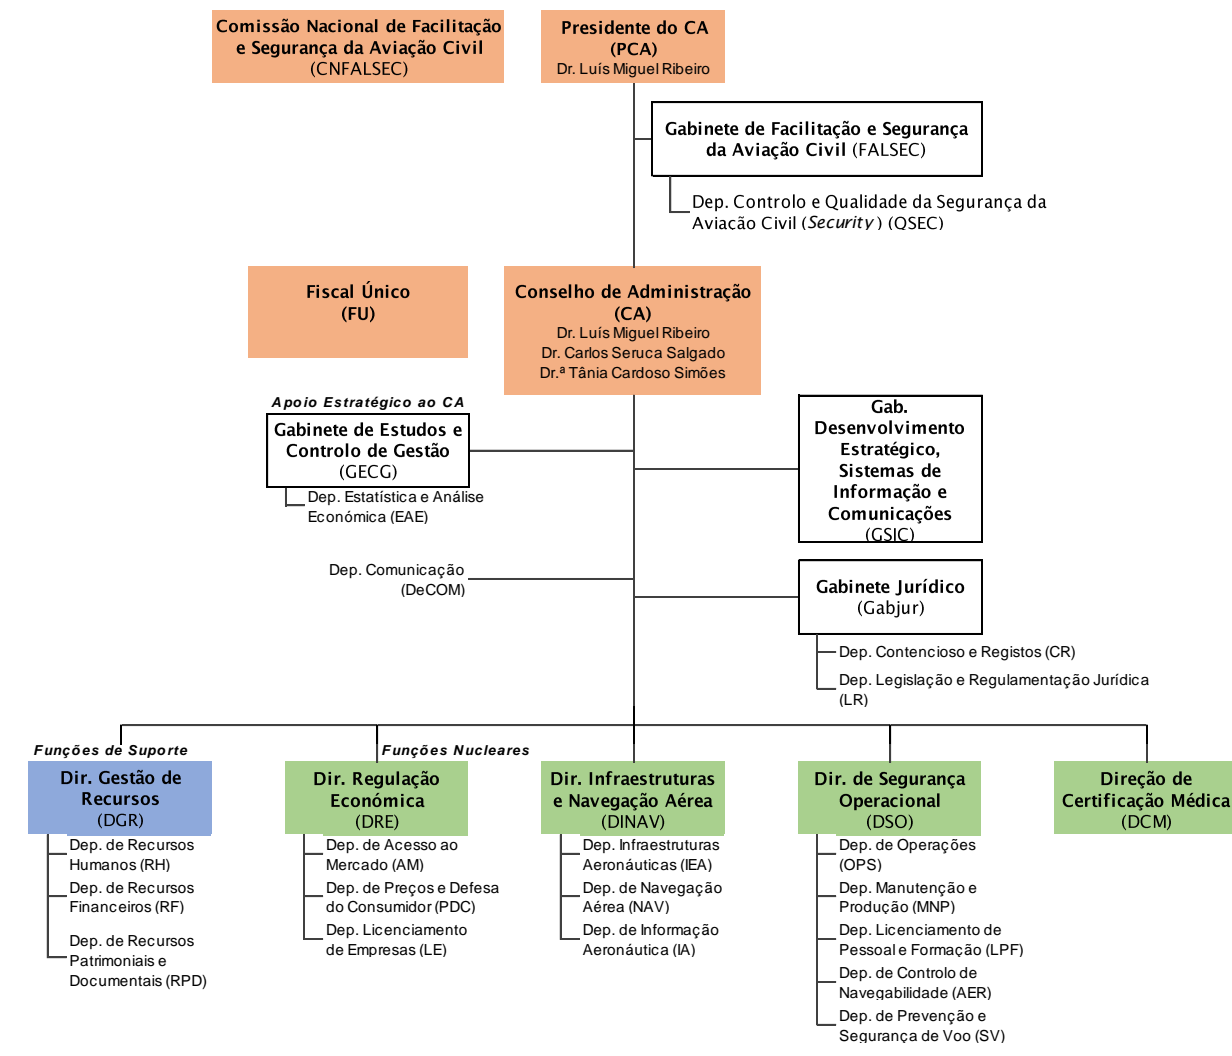 Comissão Nacional de Facilitação
e Segurança da Aviação Civil
(CNFALSEC)
Presidente do CA
(PCA)
Dr. Luís Miguel Ribeiro
Gabinete de Facilitação e Segurança
da Aviação Civil (FALSEC)
Dep. Controlo e Qualidade da Segurança da
Aviação Civil (Security ) (QSEC)
Fiscal Único
(FU)
Conselho de Administração
(CA)
Dr. Luís Miguel Ribeiro
Dr. Carlos Seruca Salgado
Dr.ª Tânia Cardoso Simões
Apoio Estratégico ao CA
Gabinete de Estudos e
Controlo de Gestão
(GECG)
Dep. Estatística e Análise
Económica (EAE)
Gab.
Desenvolvimento
Estratégico,
Sistemas de
Informação e
Comunicações
(GSIC)
Dep. Comunicação
(DeCOM)
Gabinete Jurídico
(Gabjur)
Dep. Contencioso e Registos (CR)
Dep. Legislação e Regulamentação Jurídica
(LR)
Funções de Suporte
Funções Nucleares
Dir. Gestão de
Recursos
(DGR)
Dep. de Recursos
Humanos (RH)
Dep. de Recursos
Financeiros (RF)
Dep. de Recursos
Patrimoniais e
Documentais (RPD)
Dir. Regulação
Económica
(DRE)
Dep. de Acesso ao
Mercado (AM)
Dep. de Preços e Defesa
do Consumidor (PDC)
Dep. Licenciamento
de Empresas (LE)
Dir. Infraestruturas
e Navegação Aérea
(DINAV)
Dep. Infraestruturas
Aeronáuticas (IEA)
Dep. de Navegação
Aérea (NAV)
Dep. de Informação
Aeronáutica (IA)
Dir. de Segurança
Operacional
(DSO)
Dep. de Operações
(OPS)
Dep. Manutenção e
Produção (MNP)
Dep. Licenciamento de
Pessoal e Formação (LPF)
Dep. de Controlo de
Navegabilidade (AER)
Dep. de Prevenção e
Segurança de Voo (SV)
Direção de
Certificação Médica
(DCM)